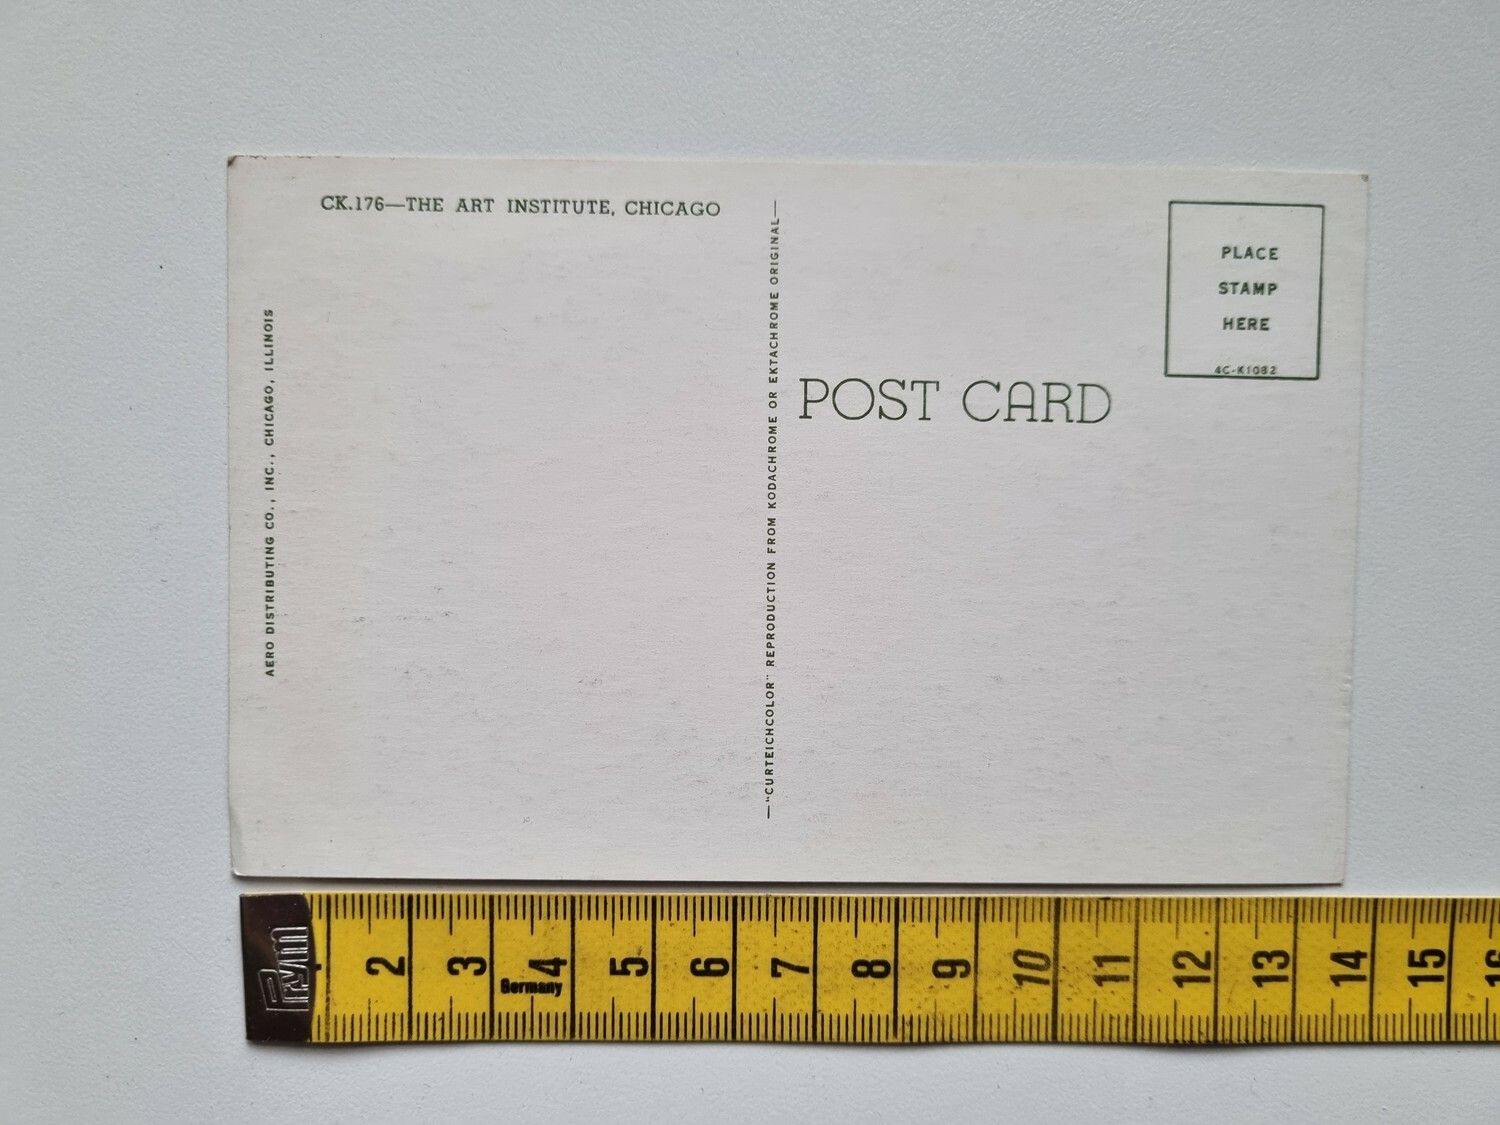 CK.176—THE ART INSTITUTE, CHICAGO
AERO DISTRIBUTING CO., INC., CHICAGO, ILLINOIS
—"CURTEICHCOLOR" REPRODUCTION FROM KODACHROME OR EKTACHROME ORIGINAL—
PLACE
STAMP
HERE
4C-K1082
POST CARD
Prym
2 3 4 5 6 7 8 9 10 11 12 13 14 15 16
Germany